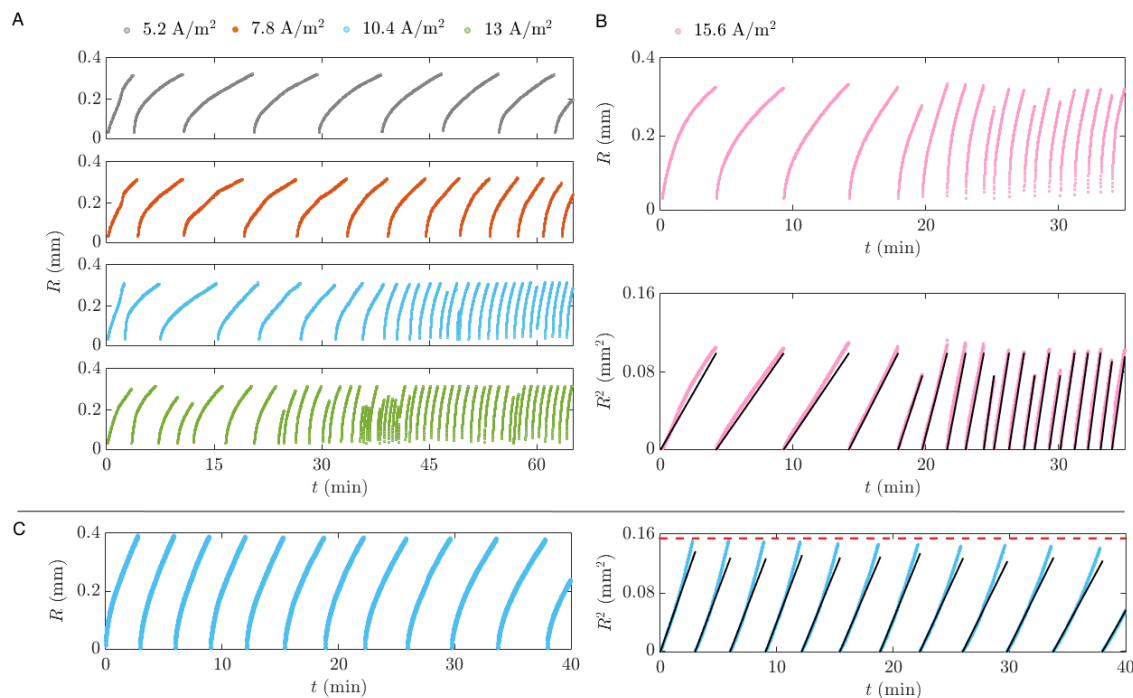 A
5.2 A/m² 7.8 A/m² 10.4 A/m² 13 A/m²
0.4
0.2
0
0.4
0.2
0
0.4
0.2
0
0.4
0.2
0
R (mm)
0 15 30 45 60
t (min)
B
15.6 A/m²
0.4
0.2
0
R (mm)
0 10 20 30
t (min)
0.16
0.08
0
R² (mm²)
0 10 20 30
t (min)
C
0.4
0.2
0
R (mm)
0 10 20 30 40
t (min)
0.16
0.08
0
R² (mm²)
0 10 20 30 40
t (min)